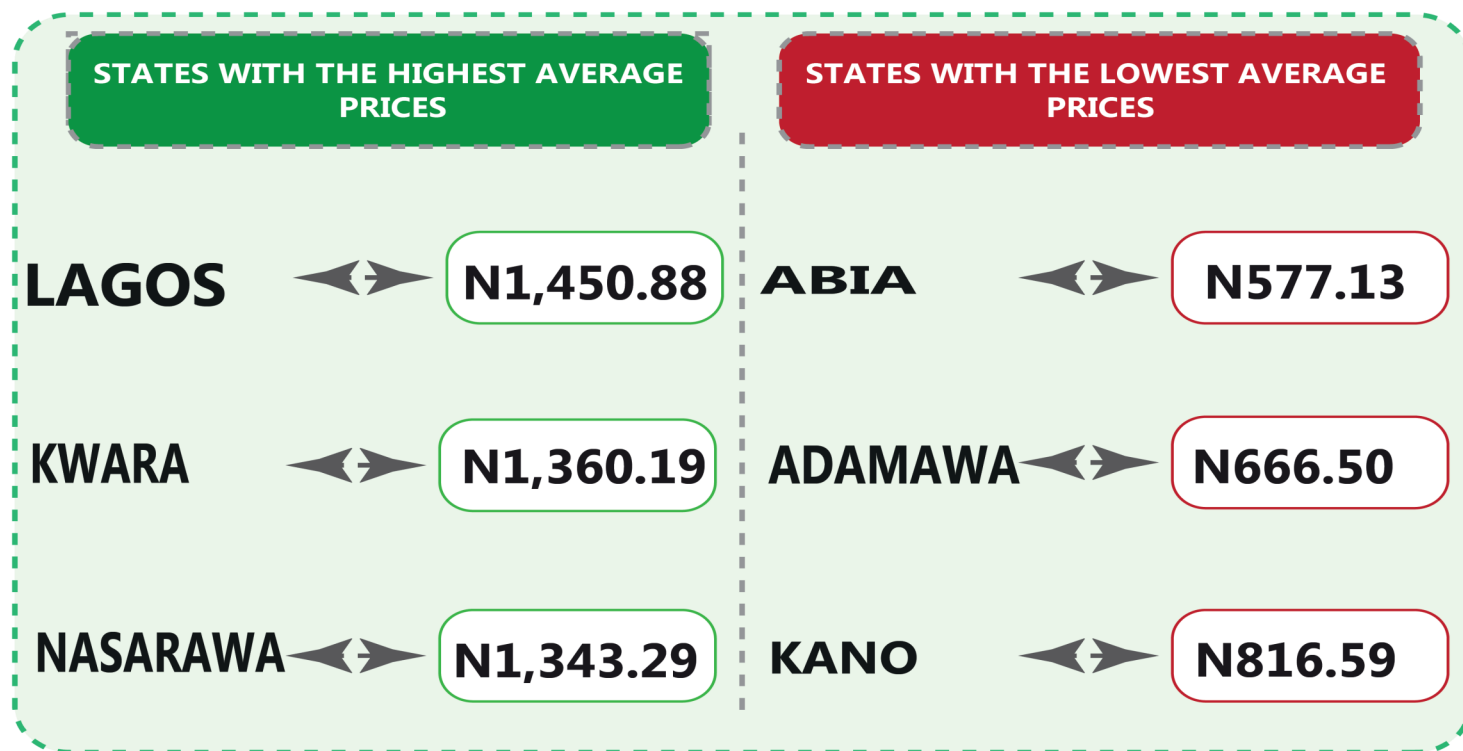 STATES WITH THE HIGHEST AVERAGE
PRICES
LAGOS N1,450.88
KWARA N1,360.19
NASARAWA N1,343.29
STATES WITH THE LOWEST AVERAGE
PRICES
ABIA N577.13
ADAMAWA N666.50
KANO N816.59